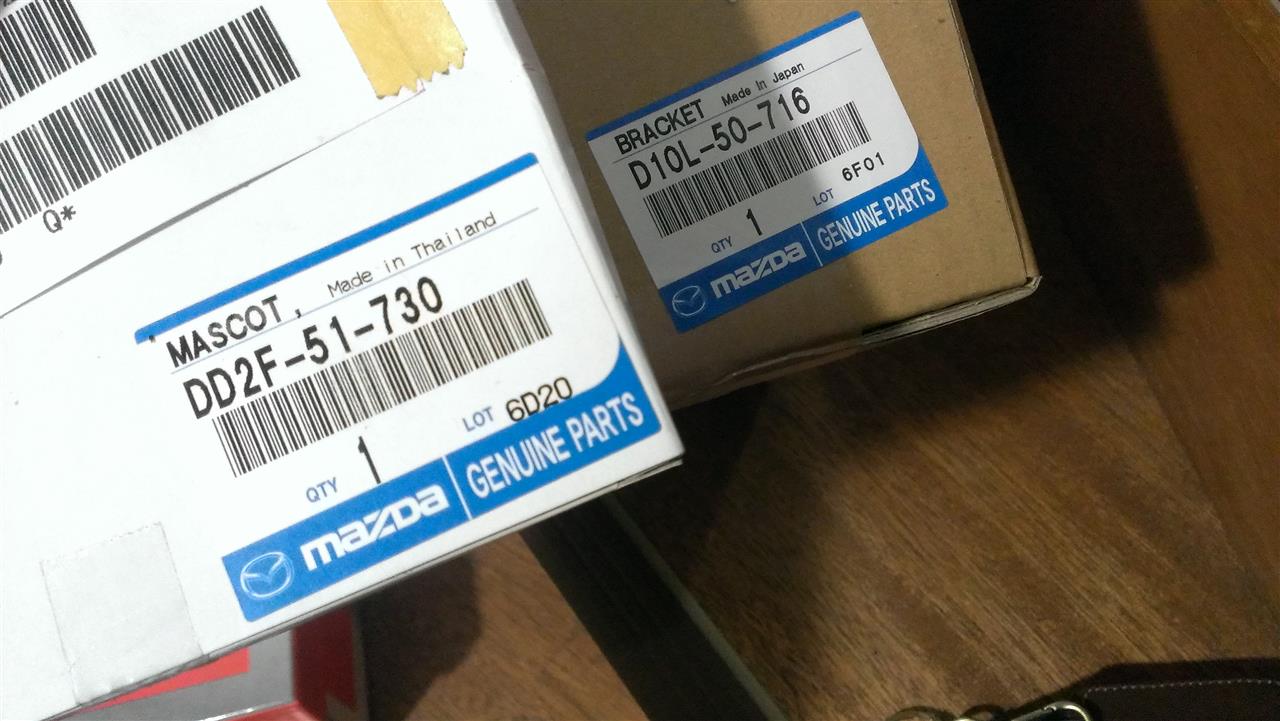 Q*
MASCOT, Made in Thailand
DD2F-51-730
QTY 1 LOT 6D20
mazda GENUINE PARTS
BRACKET Made In Japan
D10L-50-716
QTY 1 LOT 6F01
mazda GENUINE PARTS